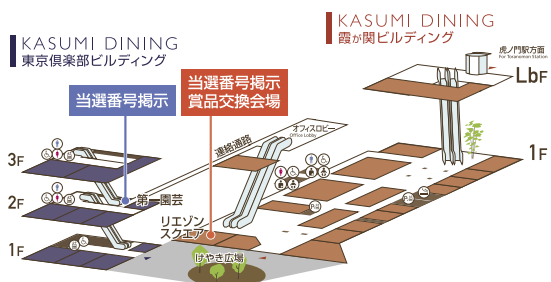 KASUMI DINING
東京倶楽部ビルディング
KASUMI DINING
霞が関ビルディング
虎ノ門駅方面
For Toranomon Station
LbF
当選番号掲示
当選番号掲示
賞品交換会場
オフィスロビー
Office Lobby
連絡通路
3F
2F
1F
1F
第一園芸
リエゾン
スクエア
けやき広場